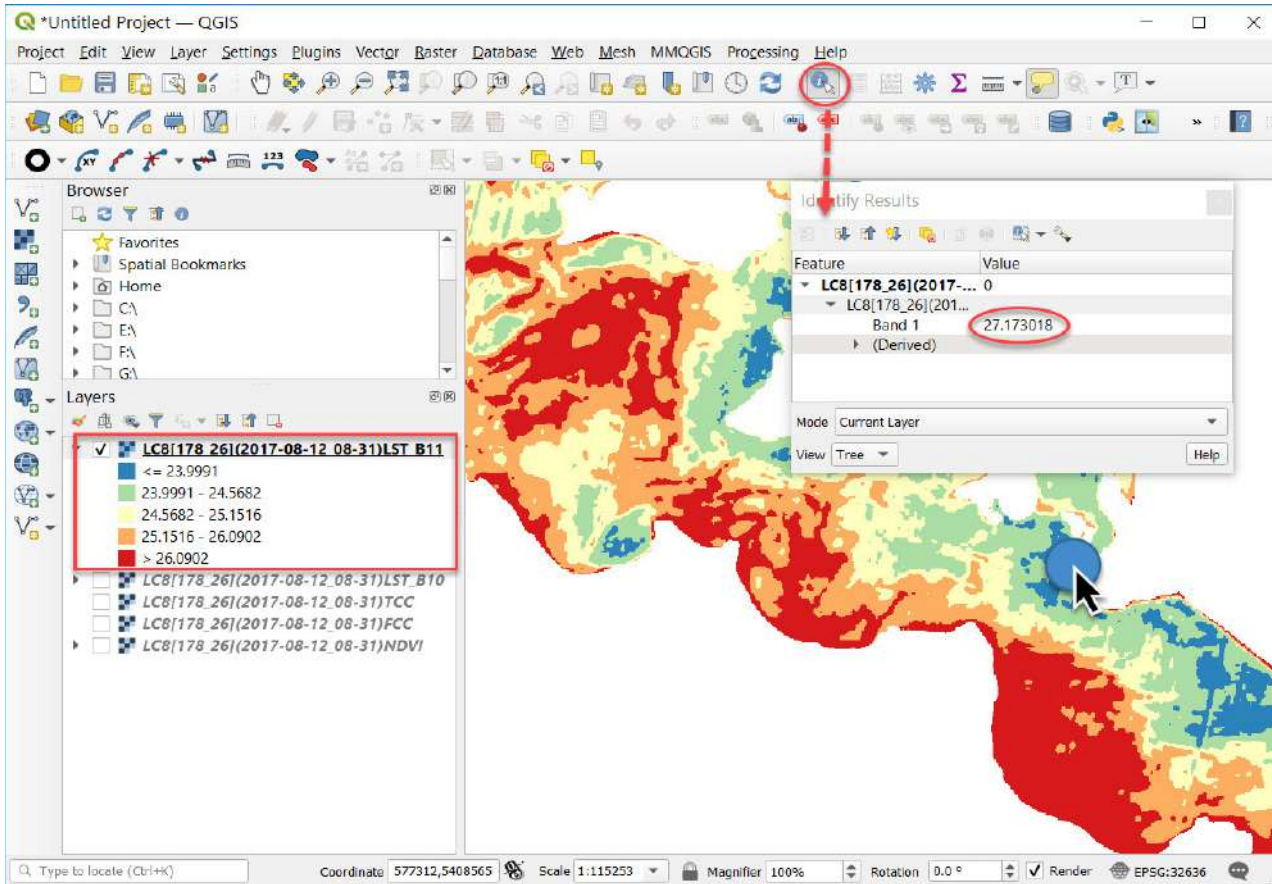 *Untitled Project — QGIS
Project Edit View Layer Settings Plugins Vector Raster Database Web Mesh MMQGIS Processing Help
1:1
T
abc
»
?
XY
123
Browser
Favorites
Spatial Bookmarks
Home
C:\
E:\
F:\
G:\
Layers
LC8[178_26](2017-08-12_08-31)LST_B11
<= 23.9991
23.9991 - 24.5682
24.5682 - 25.1516
25.1516 - 26.0902
> 26.0902
LC8[178_26](2017-08-12_08-31)LST_B10
LC8[178_26](2017-08-12_08-31)TCC
LC8[178_26](2017-08-12_08-31)FCC
LC8[178_26](2017-08-12_08-31)NDVI
Identify Results
Feature Value
LC8[178_26](2017-... 0
LC8[178_26](201...
Band 1 27.173018
(Derived)
Mode Current Layer
View Tree Help
Type to locate (Ctrl+K) Coordinate 577312,5408565 Scale 1:115253 Magnifier 100% Rotation 0.0 ° Render EPSG:32636